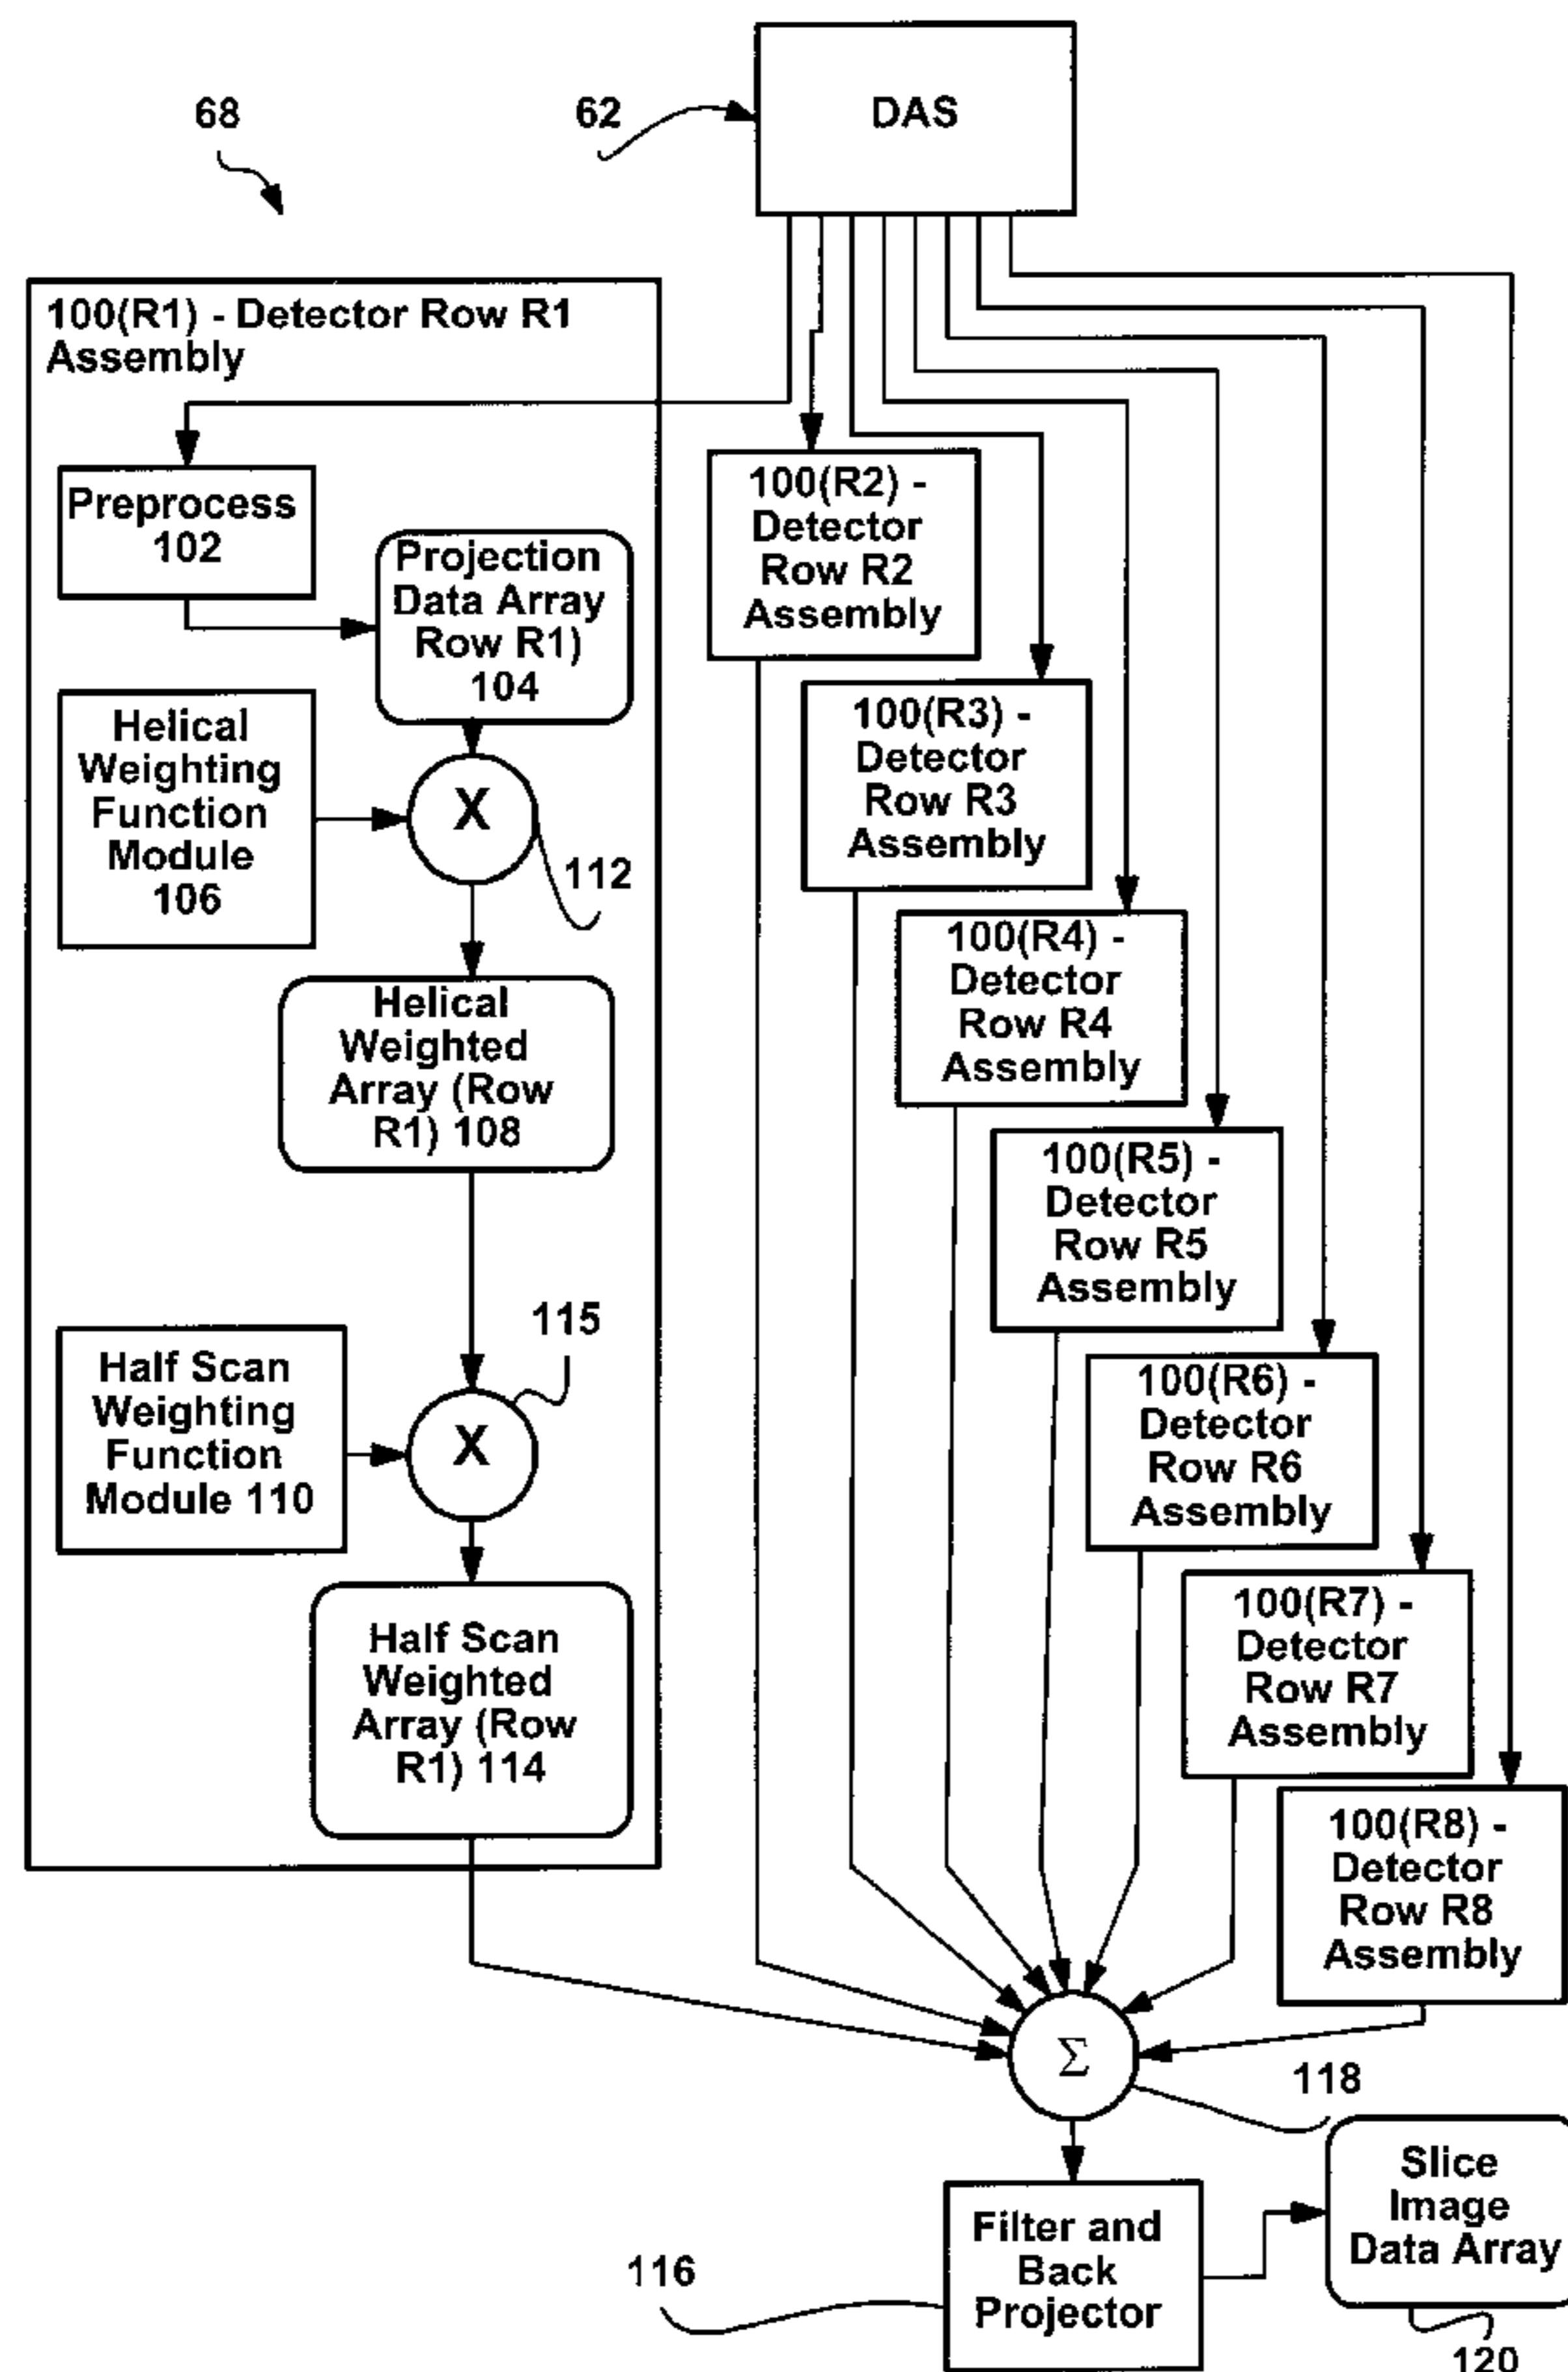 68
62
DAS
100(R1) - Detector Row R1
Assembly
Preprocess
102
Projection
Data Array
Row R1)
104
Helical
Weighting
Function
Module
106
X
112
Helical
Weighted
Array (Row
R1) 108
115
Half Scan
Weighting
Function
Module 110
X
Half Scan
Weighted
Array (Row
R1) 114
100(R2) -
Detector
Row R2
Assembly
100(R3) -
Detector
Row R3
Assembly
100(R4) -
Detector
Row R4
Assembly
100(R5) -
Detector
Row R5
Assembly
100(R6) -
Detector
Row R6
Assembly
100(R7) -
Detector
Row R7
Assembly
100(R8) -
Detector
Row R8
Assembly
Σ
118
Filter and
Back
Projector
116
Slice
Image
Data Array
120